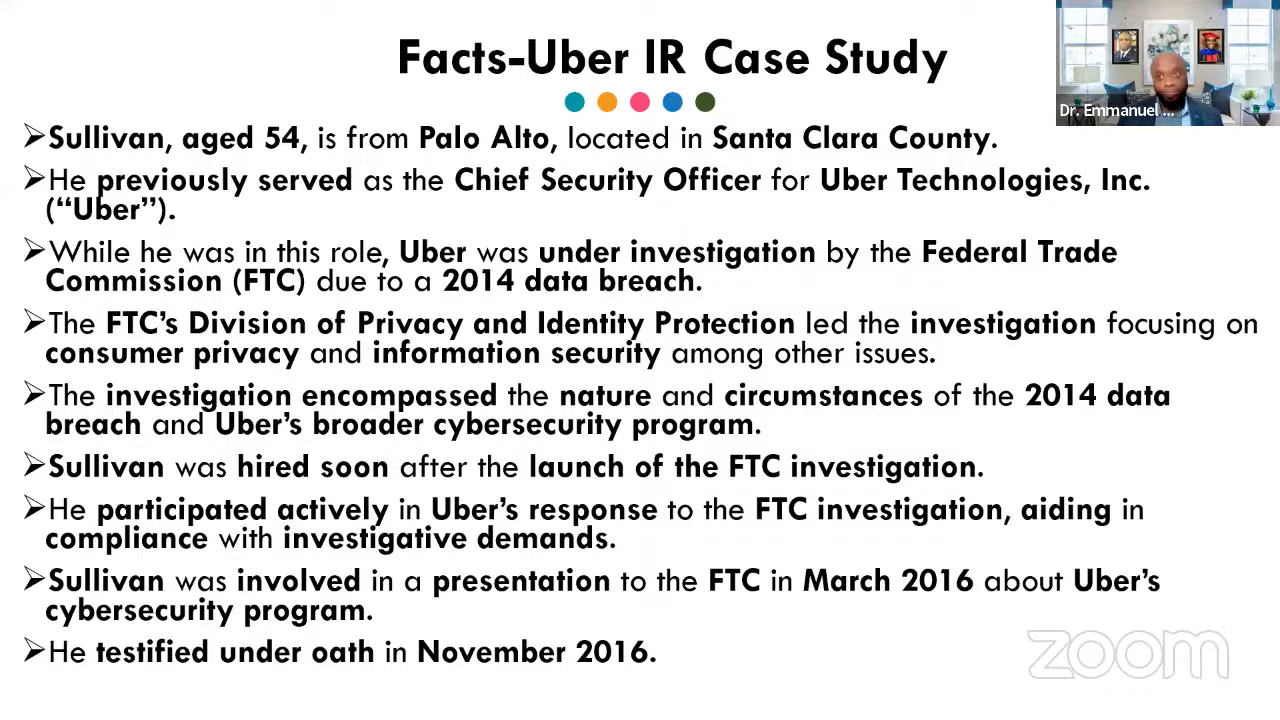 Facts-Uber IR Case Study
Dr. Emmanuel ...
➢Sullivan, aged 54, is from Palo Alto, located in Santa Clara County.
➢He previously served as the Chief Security Officer for Uber Technologies, Inc.
(“Uber”).
➢While he was in this role, Uber was under investigation by the Federal Trade
Commission (FTC) due to a 2014 data breach.
➢The FTC’s Division of Privacy and Identity Protection led the investigation focusing on
consumer privacy and information security among other issues.
➢The investigation encompassed the nature and circumstances of the 2014 data
breach and Uber’s broader cybersecurity program.
➢Sullivan was hired soon after the launch of the FTC investigation.
➢He participated actively in Uber’s response to the FTC investigation, aiding in
compliance with investigative demands.
➢Sullivan was involved in a presentation to the FTC in March 2016 about Uber’s
cybersecurity program.
➢He testified under oath in November 2016.
zoom